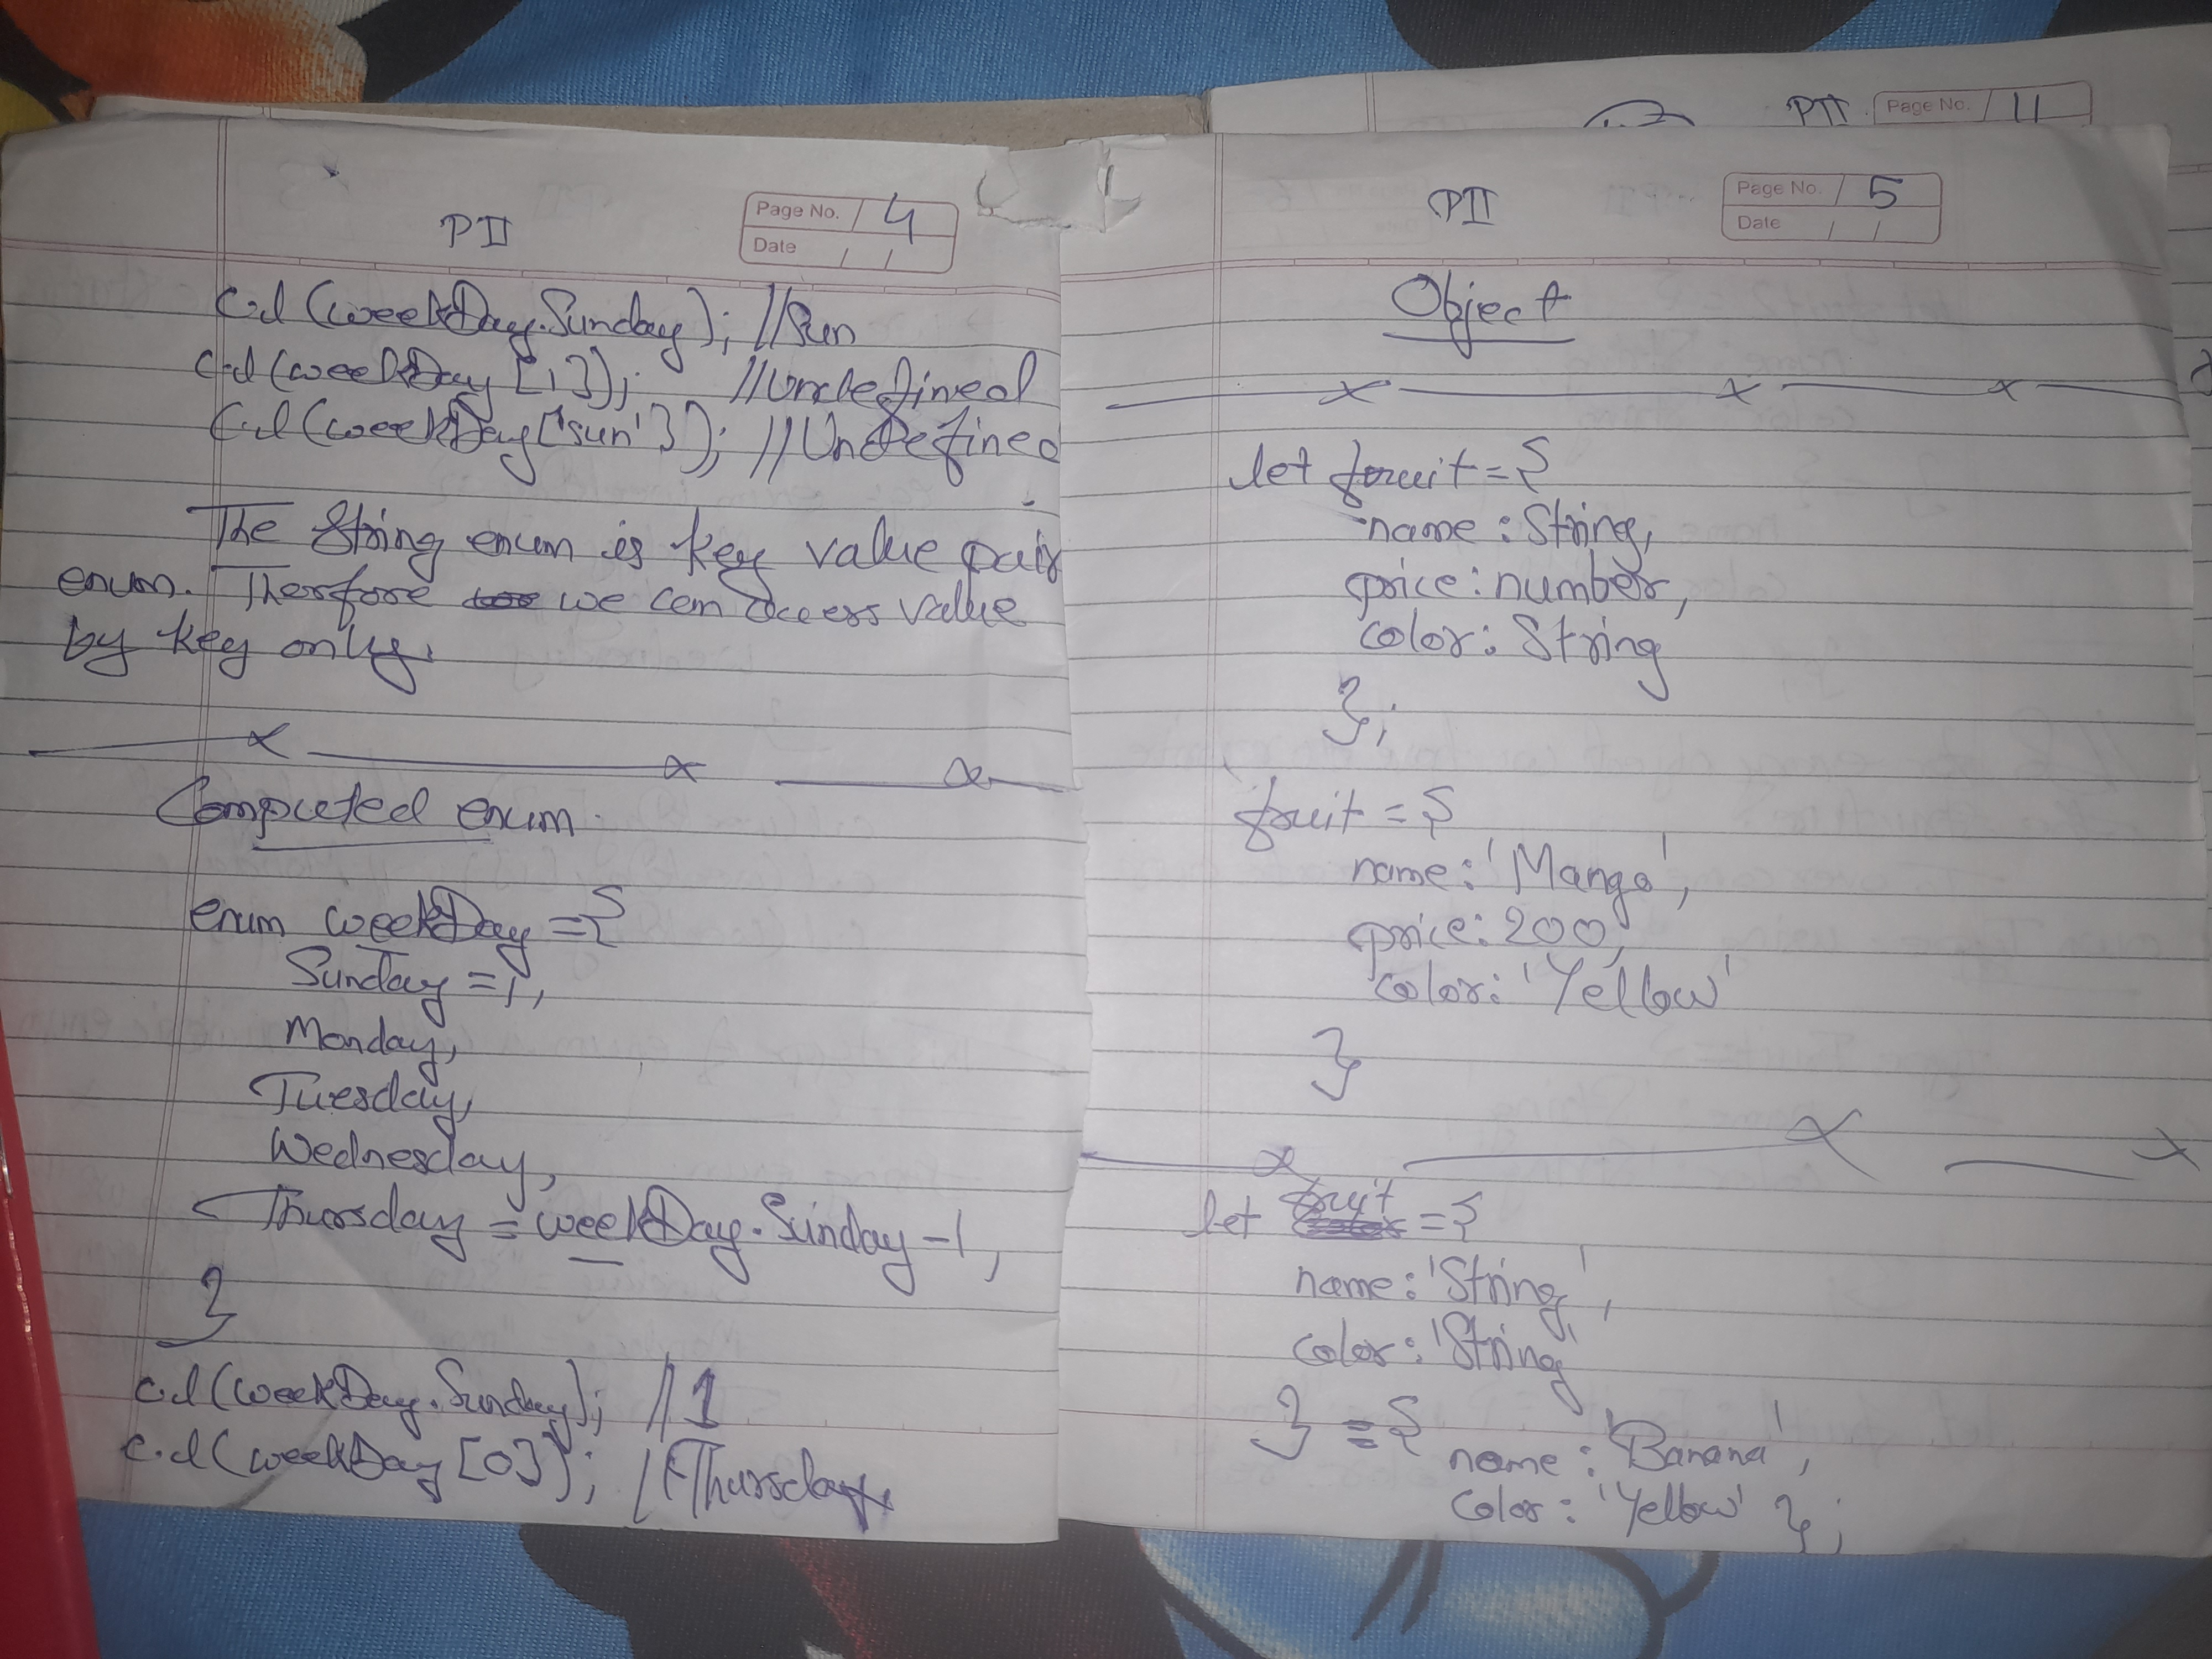 PII
Page No. 4
Date / /
c.l (weekDay.Sunday); //Sun
c.l (weekDay [1]); //Undefined
c.l (weekDay['sun']); //Undefined
The String enum is key value pair
enum. Therefore we can access value
by key only.
Computed enum.
enum weekDay = {
Sunday = 1,
Monday,
Tuesday,
Wednesday,
Thursday = weekDay.Sunday -1,
}
c.l (weekDay.Sunday); //1
c.l (weekDay [0]); //Thursday
PII Page No. 11
PII
Page No. 5
Date / /
Object
let fruit = {
name : String,
price : number,
color : String
};
fruit = {
name : 'Mango',
price : 200,
color : 'Yellow'
}
let fruit = {
name : 'String',
color : 'String'
} = { name : 'Banana',
color : 'Yellow' };